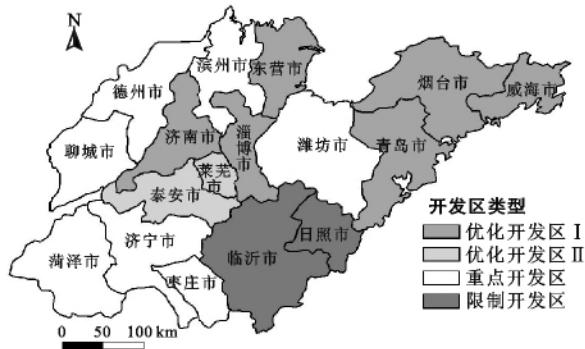 N
滨州市
东营市
德州市
烟台市
威海市
济南市
淄博市
聊城市
潍坊市
青岛市
莱芜市
泰安市
开发区类型
优化开发区Ⅰ
优化开发区Ⅱ
重点开发区
限制开发区
济宁市
日照市
临沂市
菏泽市
枣庄市
0 50 100 km